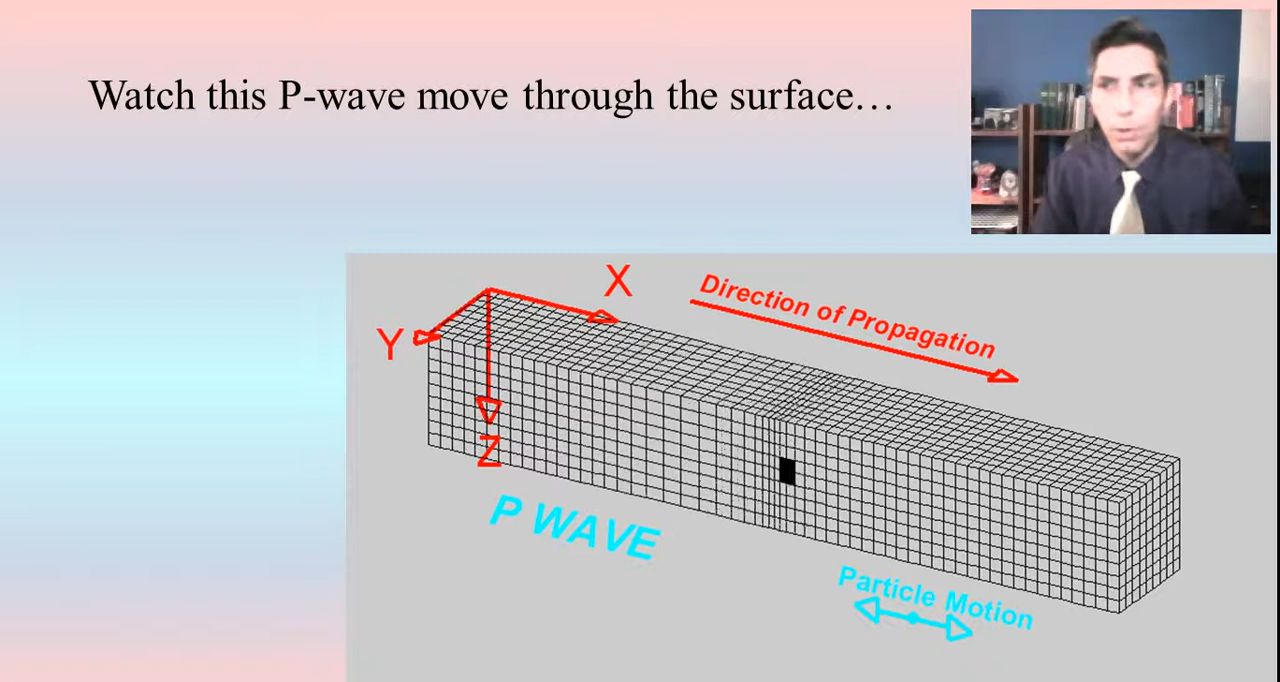 Watch this P-wave move through the surface…
X
Direction of Propagation
Y
Z
P WAVE
Particle Motion